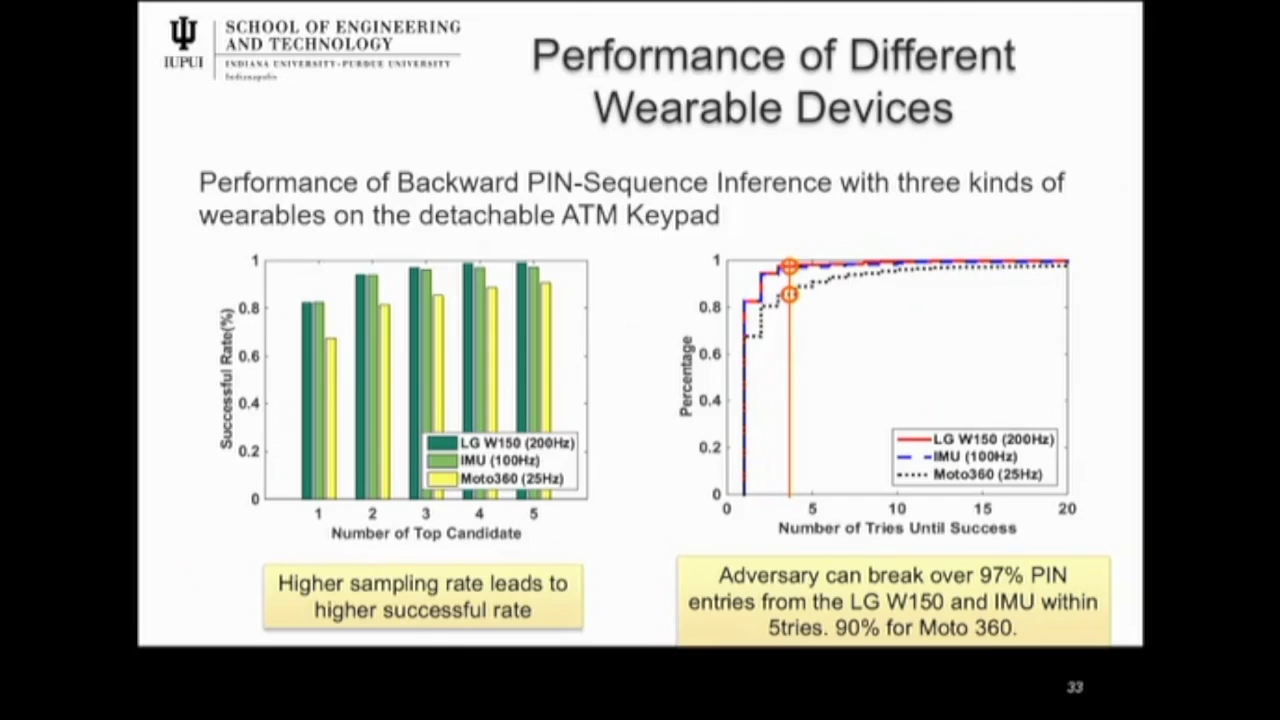 SCHOOL OF ENGINEERING
AND TECHNOLOGY
IUPUI
INDIANA UNIVERSITY-PURDUE UNIVERSITY
Indianapolis
Performance of Different
Wearable Devices
Performance of Backward PIN-Sequence Inference with three kinds of
wearables on the detachable ATM Keypad
1
0.8
0.6
0.4
0.2
0
Successful Rate(%)
LG W150 (200Hz)
IMU (100Hz)
Moto360 (25Hz)
1 2 3 4 5
Number of Top Candidate
1
0.8
0.6
0.4
0.2
0
Percentage
LG W150 (200Hz)
IMU (100Hz)
Moto360 (25Hz)
0 5 10 15 20
Number of Tries Until Success
Higher sampling rate leads to
higher successful rate
Adversary can break over 97% PIN
entries from the LG W150 and IMU within
5tries. 90% for Moto 360.
33